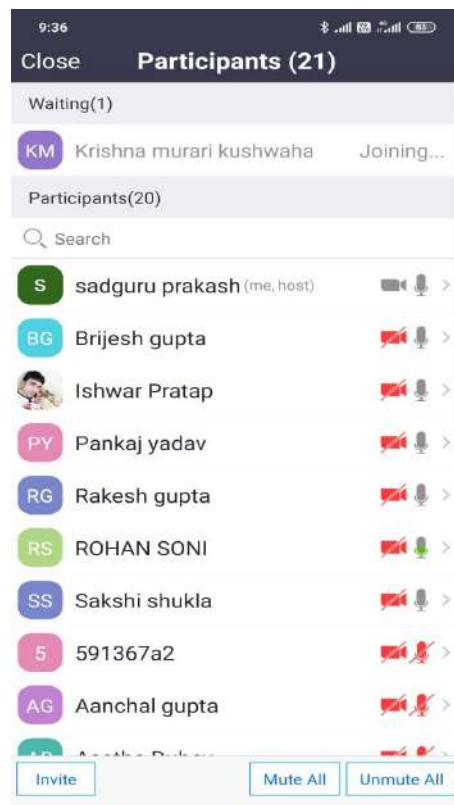 9:36
Close Participants (21)
Waiting(1)
KM Krishna murari kushwaha Joining...
Participants(20)
Search
S sadguru prakash (me, host)
BG Brijesh gupta
Ishwar Pratap
PY Pankaj yadav
RG Rakesh gupta
RS ROHAN SONI
SS Sakshi shukla
5 591367a2
AG Aanchal gupta
Invite Mute All Unmute All